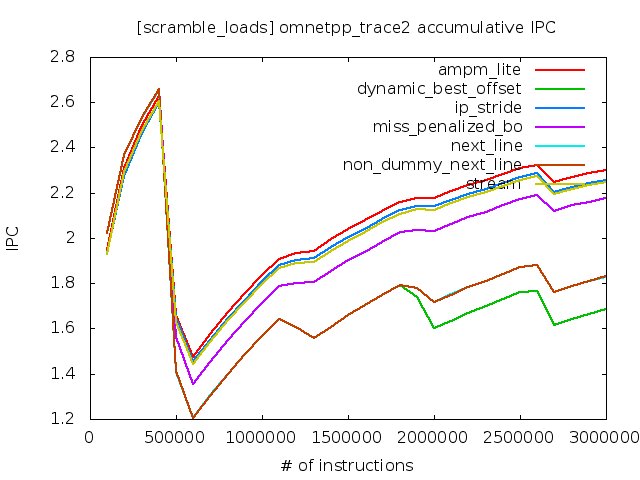 [scramble_loads] omnetpp_trace2 accumulative IPC
2.8
2.6
2.4
2.2
2
1.8
1.6
1.4
1.2
IPC
ampm_lite
dynamic_best_offset
ip_stride
miss_penalized_bo
next_line
non_dummy_next_line
stream
0 500000 1000000 1500000 2000000 2500000 3000000
# of instructions